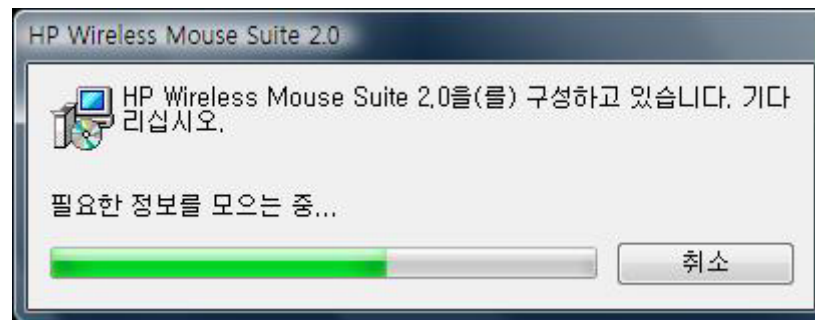 HP Wireless Mouse Suite 2.0
HP Wireless Mouse Suite 2.0을(를) 구성하고 있습니다. 기다
리십시오.
필요한 정보를 모으는 중...
취소